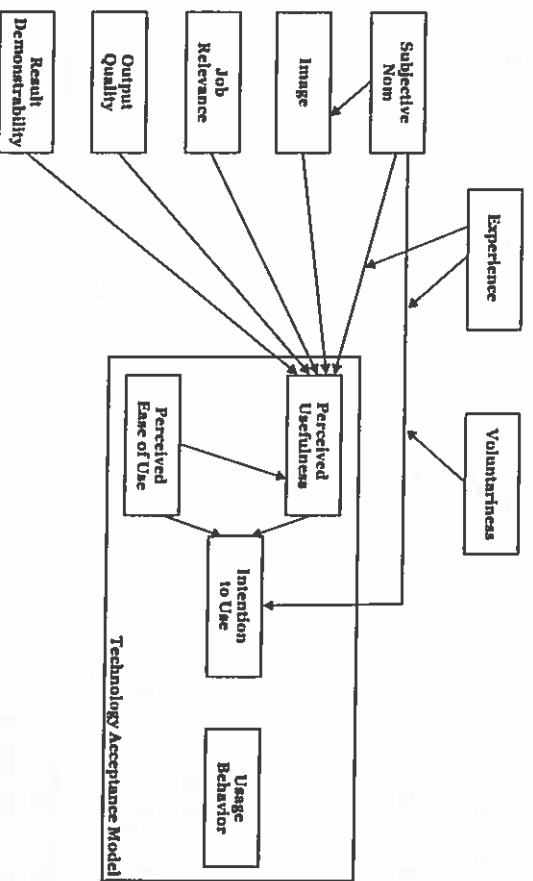 Experience
Voluntariness
Subjective
Nom
Image
Job
Relevance
Output
Quality
Result
Demonstrability
Perceived
Usefulness
Perceived
Ease of Use
Intention
to Use
Usage
Behavior
Technology Acceptance Model